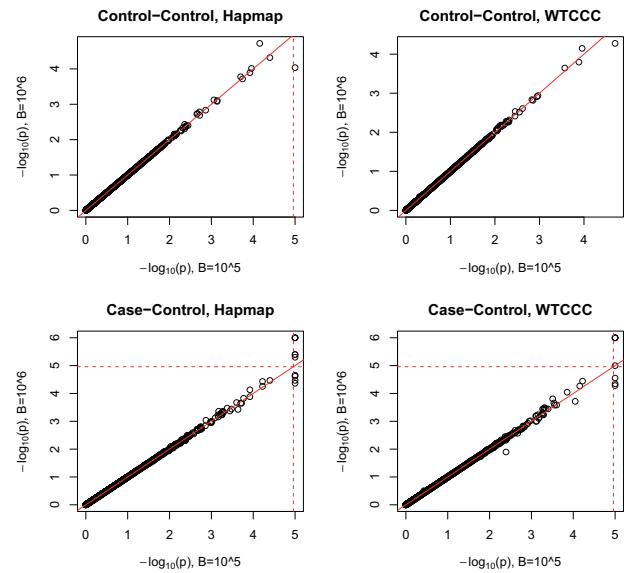 Control−Control, Hapmap
−log10(p), B=10^6
0 1 2 3 4
0 1 2 3 4 5
−log10(p), B=10^5
Control−Control, WTCCC
−log10(p), B=10^6
0 1 2 3 4
0 1 2 3 4
−log10(p), B=10^5
Case−Control, Hapmap
−log10(p), B=10^6
0 1 2 3 4 5 6
0 1 2 3 4 5
−log10(p), B=10^5
Case−Control, WTCCC
−log10(p), B=10^6
0 1 2 3 4 5 6
0 1 2 3 4 5
−log10(p), B=10^5